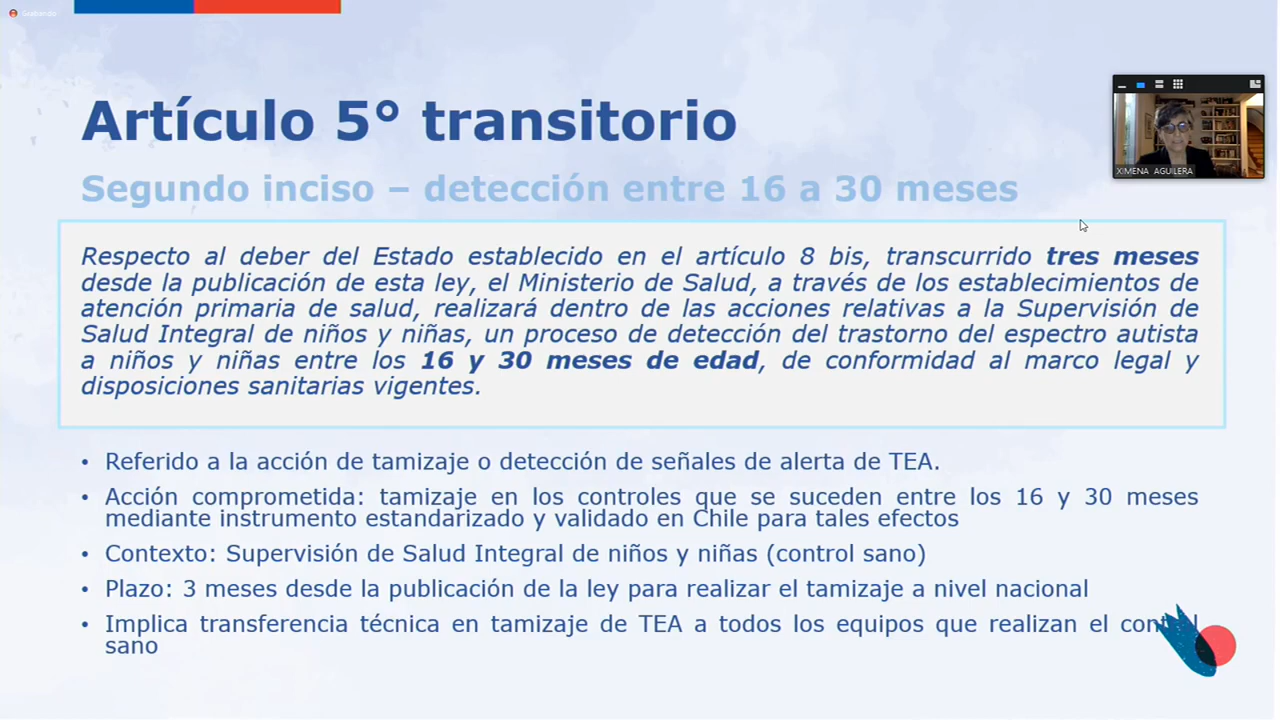 Grabando
Artículo 5° transitorio
XIMENA AGUILERA
Segundo inciso – detección entre 16 a 30 meses
Respecto al deber del Estado establecido en el artículo 8 bis, transcurrido tres meses
desde la publicación de esta ley, el Ministerio de Salud, a través de los establecimientos de
atención primaria de salud, realizará dentro de las acciones relativas a la Supervisión de
Salud Integral de niños y niñas, un proceso de detección del trastorno del espectro autista
a niños y niñas entre los 16 y 30 meses de edad, de conformidad al marco legal y
disposiciones sanitarias vigentes.
• Referido a la acción de tamizaje o detección de señales de alerta de TEA.
• Acción comprometida: tamizaje en los controles que se suceden entre los 16 y 30 meses
mediante instrumento estandarizado y validado en Chile para tales efectos
• Contexto: Supervisión de Salud Integral de niños y niñas (control sano)
• Plazo: 3 meses desde la publicación de la ley para realizar el tamizaje a nivel nacional
• Implica transferencia técnica en tamizaje de TEA a todos los equipos que realizan el control
sano